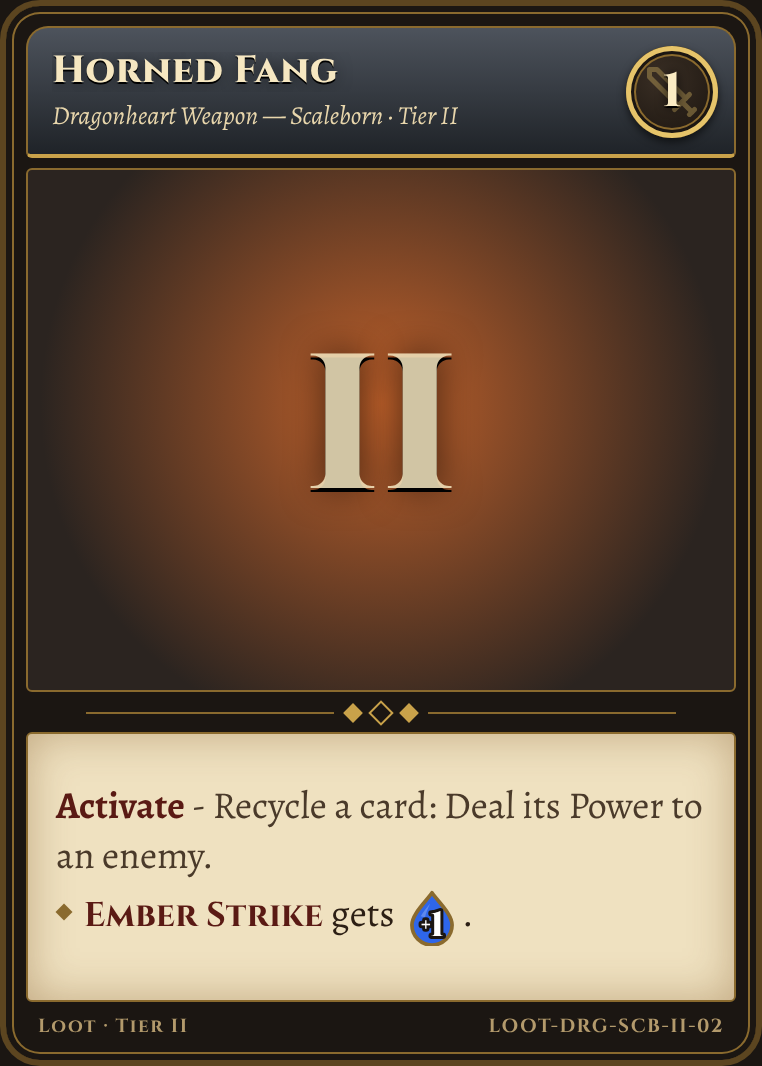 Horned Fang
1
Dragonheart Weapon — Scaleborn · Tier II
II
Activate - Recycle a card: Deal its Power to
an enemy.
Ember Strike gets +1 .
Loot · Tier II
LOOT-DRG-SCB-II-02